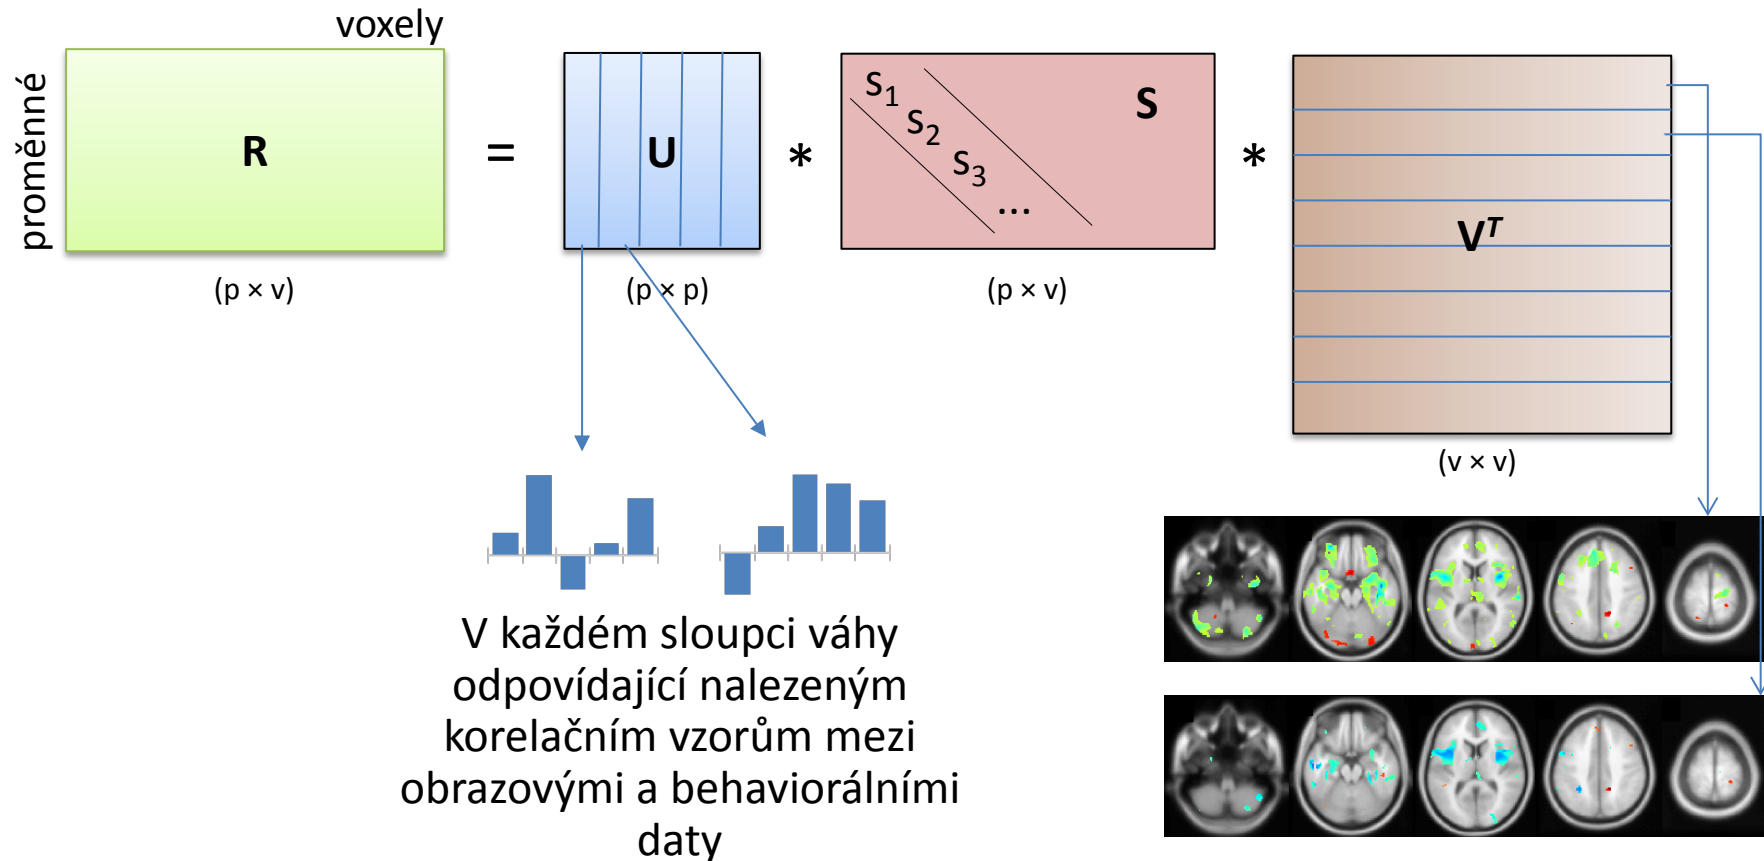 voxely
proměnné
R
=
U
*
S₁
S₂
S₃
...
S
*
Vᵀ
(p × v)
(p × p)
(p × v)
(v × v)
V každém sloupci váhy
odpovídající nalezeným
korelačním vzorům mezi
obrazovými a behaviorálními
daty